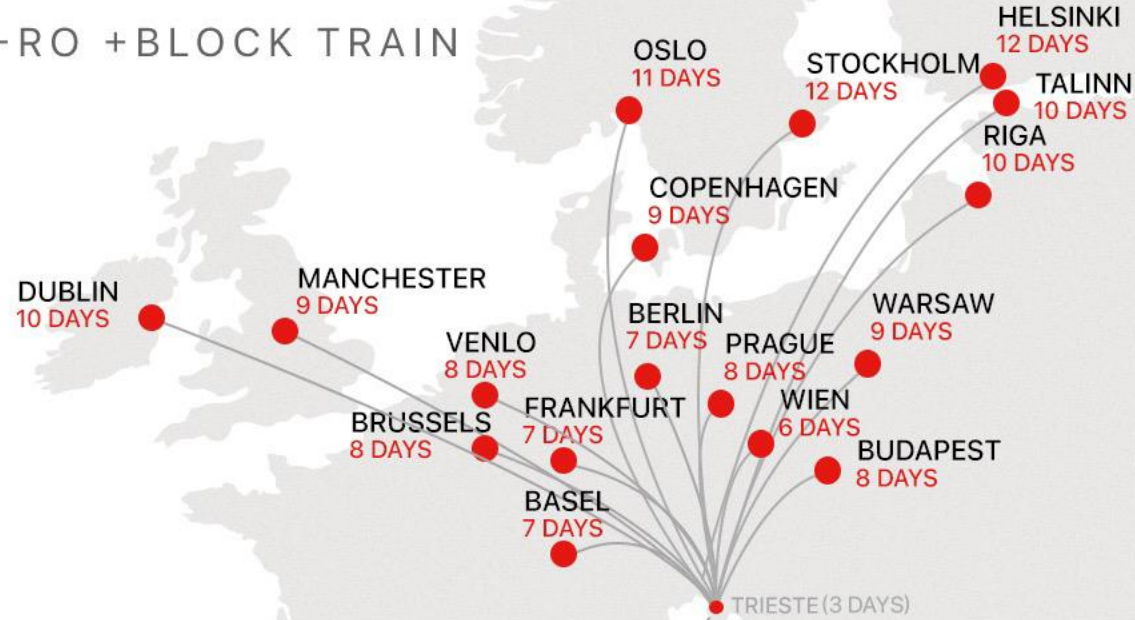 -RO +BLOCK TRAIN
HELSINKI
12 DAYS
OSLO
11 DAYS
STOCKHOLM
12 DAYS
TALINN
10 DAYS
RIGA
10 DAYS
COPENHAGEN
9 DAYS
DUBLIN
10 DAYS
MANCHESTER
9 DAYS
WARSAW
9 DAYS
BERLIN
7 DAYS
VENLO
8 DAYS
PRAGUE
8 DAYS
WIEN
6 DAYS
FRANKFURT
7 DAYS
BRUSSELS
8 DAYS
BUDAPEST
8 DAYS
BASEL
7 DAYS
TRIESTE (3 DAYS)